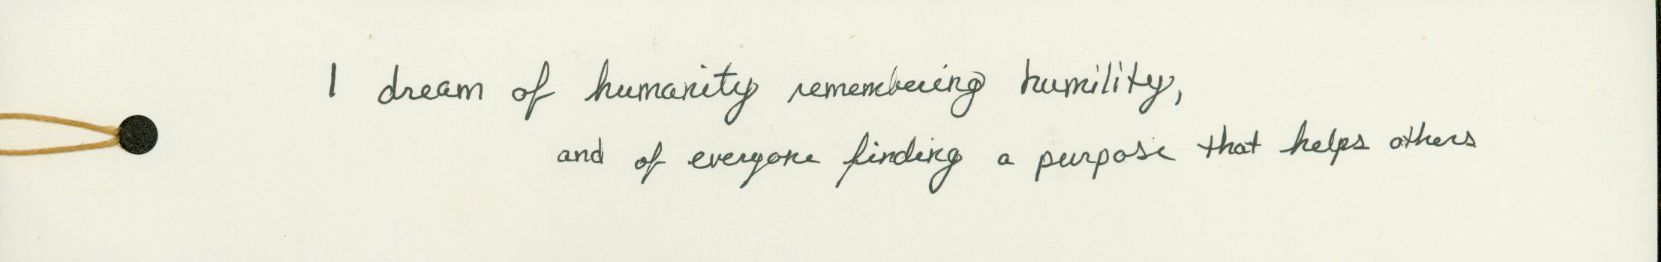 I dream of humanity remembering humility,
and of everyone finding a purpose that helps others